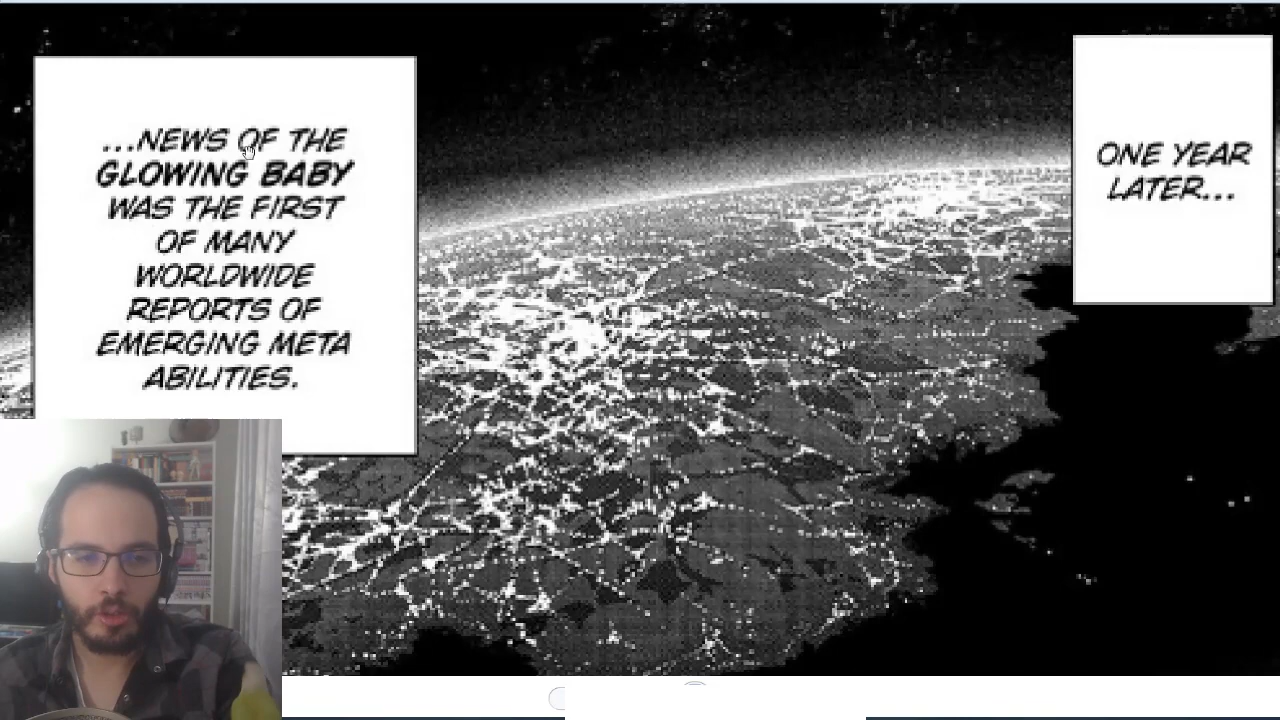 ONE YEAR
LATER...
...NEWS OF THE
GLOWING BABY
WAS THE FIRST
OF MANY
WORLDWIDE
REPORTS OF
EMERGING META
ABILITIES.